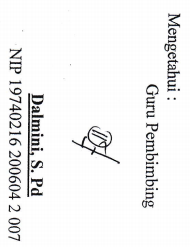 Mengetahui :
Guru Pembimbing
Dalmini, S. Pd
NIP 19740216 200604 2 007